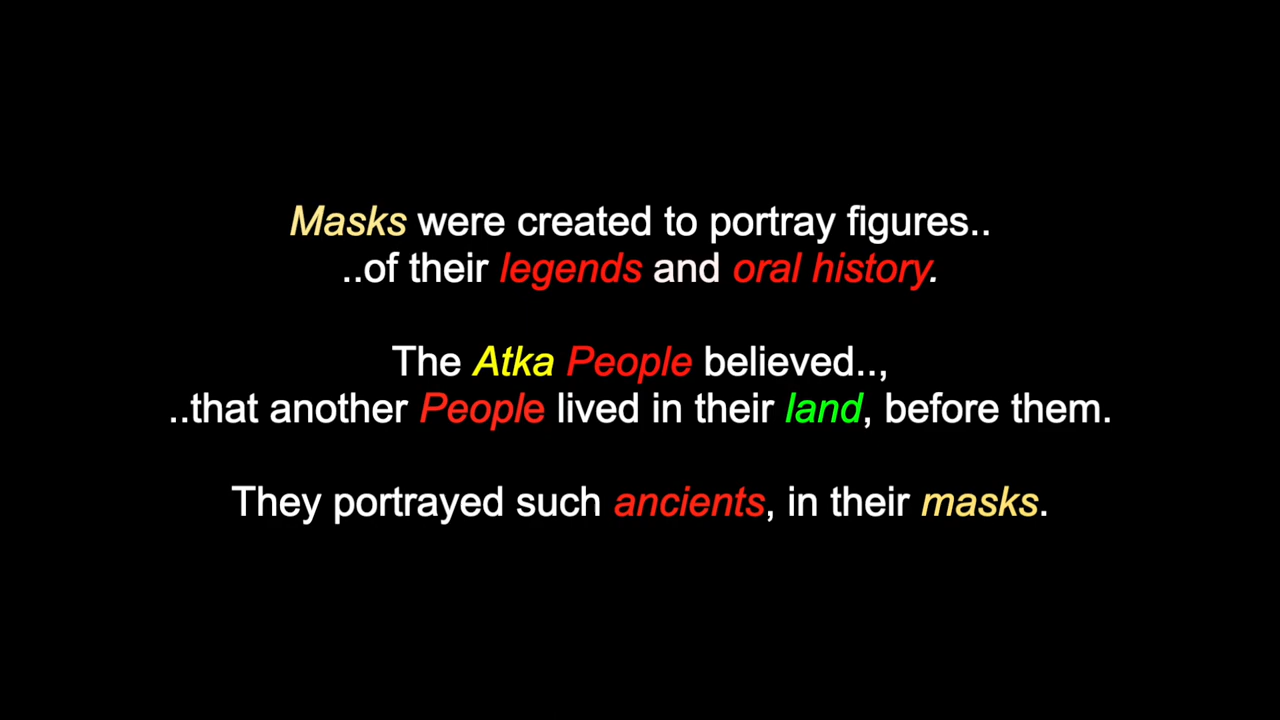 Masks were created to portray figures..
..of their legends and oral history.
The Atka People believed..,
..that another People lived in their land, before them.
They portrayed such ancients, in their masks.